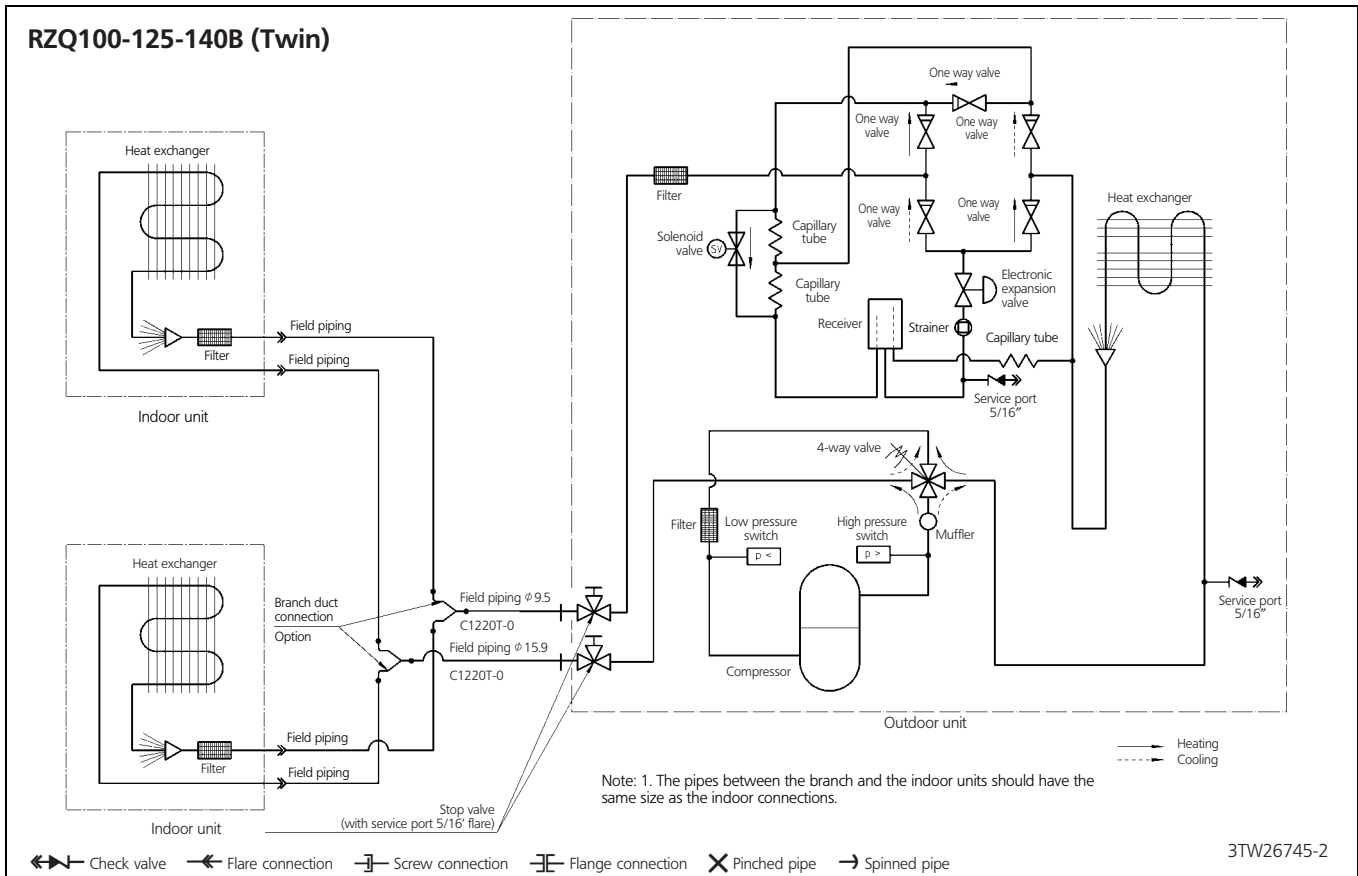 RZQ100-125-140B (Twin)
Heat exchanger
Filter
Field piping
Field piping
Indoor unit
Heat exchanger
Filter
Field piping
Field piping
Indoor unit
Branch duct
connection
Option
Field piping ϕ9.5
C1220T-0
Field piping ϕ15.9
C1220T-0
Stop valve
(with service port 5/16' flare)
One way valve
One way
valve
One way
valve
Filter
One way
valve
One way
valve
Heat exchanger
Solenoid
valve
SV
Capillary
tube
Capillary
tube
Electronic
expansion
valve
Receiver
Strainer
Capillary tube
Service port
5/16"
4-way valve
Filter
Low pressure
switch
p <
High pressure
switch
p >
Muffler
Compressor
Service port
5/16"
Outdoor unit
Heating
Cooling
Note: 1. The pipes between the branch and the indoor units should have the
same size as the indoor connections.
Check valve
Flare connection
Screw connection
Flange connection
Pinched pipe
Spinned pipe
3TW26745-2